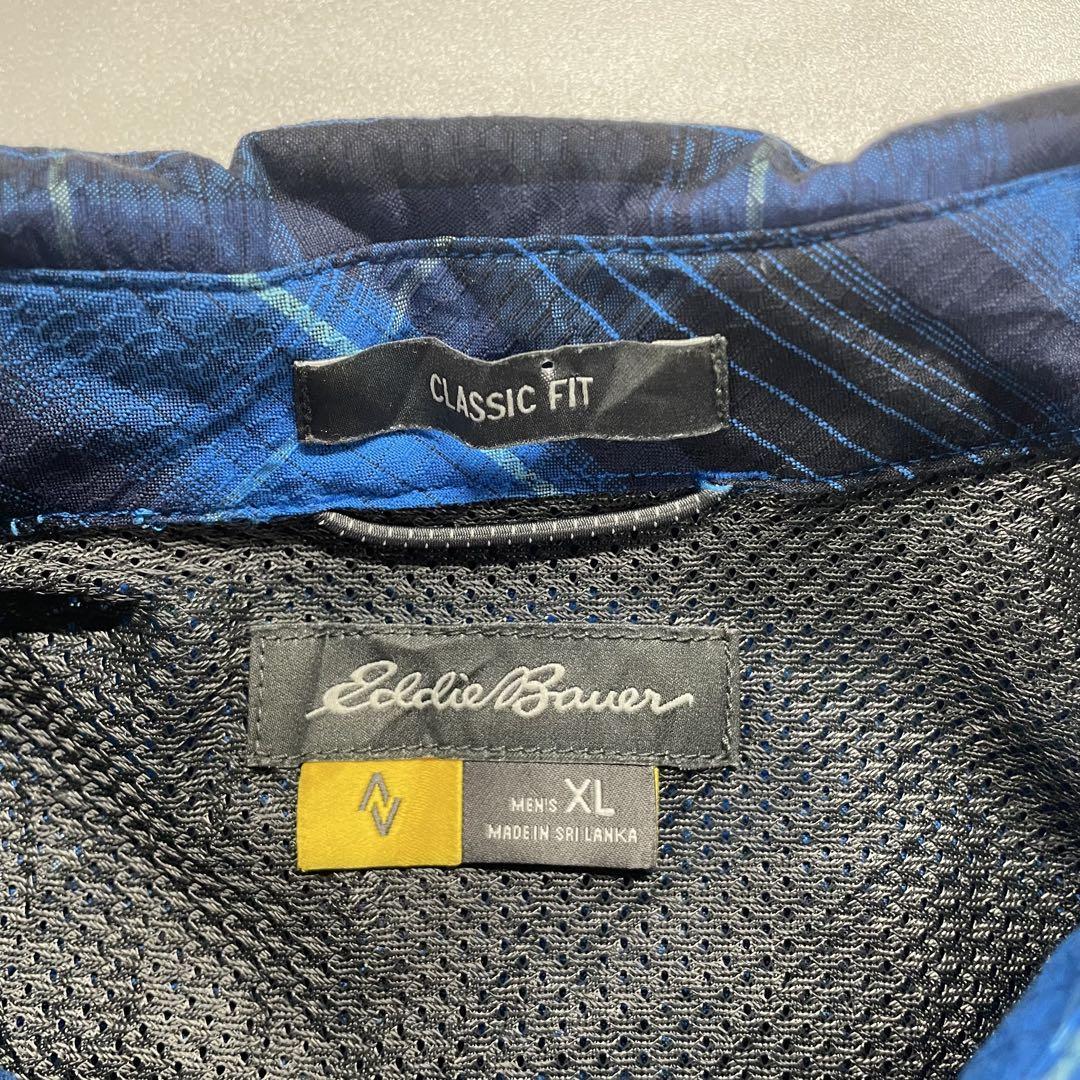 CLASSIC FIT
Eddie Bauer
MEN'S XL
MADE IN SRI LANKA